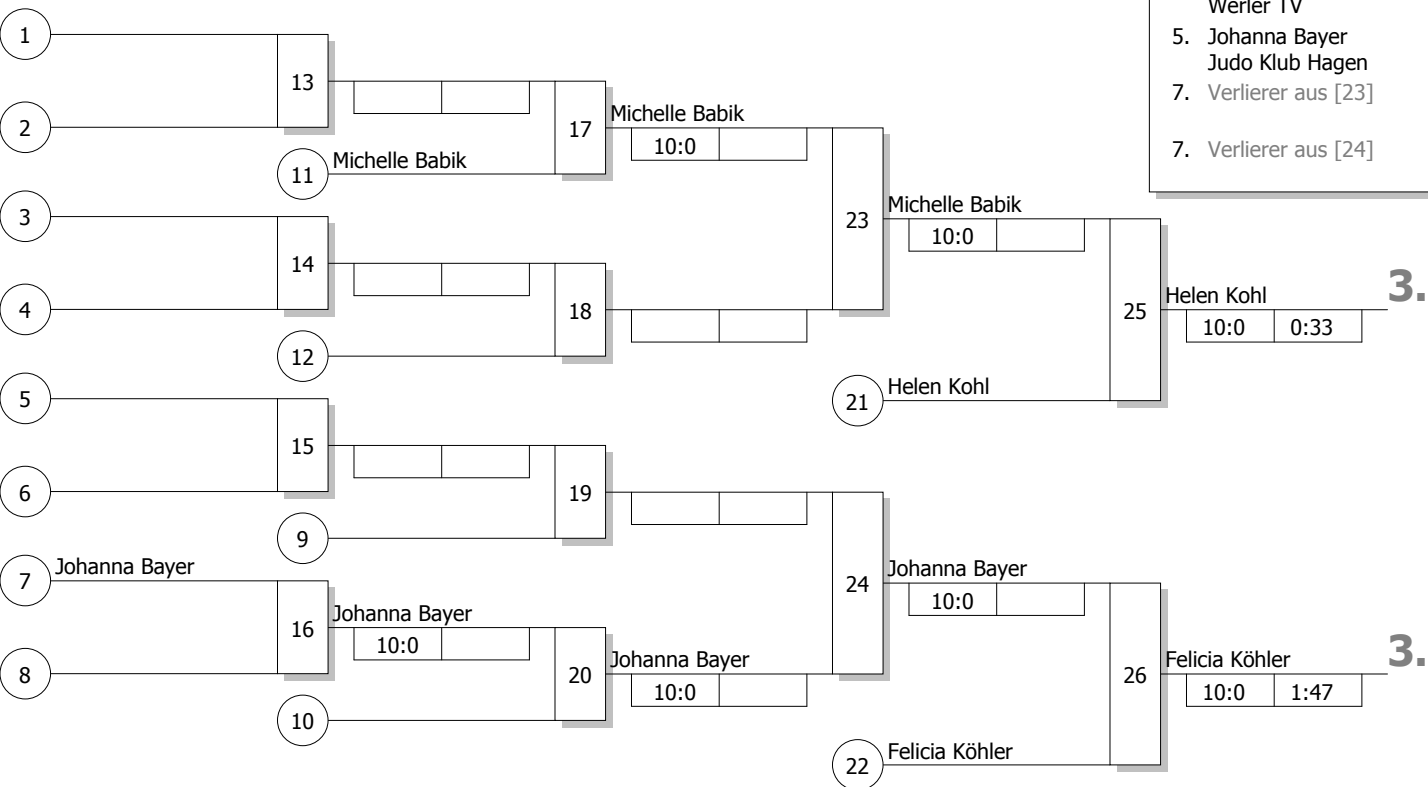 Werler TV
1
5. Johanna Bayer
Judo Klub Hagen
13
7. Verlierer aus [23]
Michelle Babik
2
17
10:0
7. Verlierer aus [24]
Michelle Babik
11
Michelle Babik
3
23
10:0
14
3.
Helen Kohl
4
18
25
10:0 0:33
12
Helen Kohl
5
21
15
6
19
9
Johanna Bayer
7
Johanna Bayer
24
10:0
Johanna Bayer
16
10:0
3.
Johanna Bayer
Felicia Köhler
8
20
26
10:0
10:0 1:47
10
Felicia Köhler
22